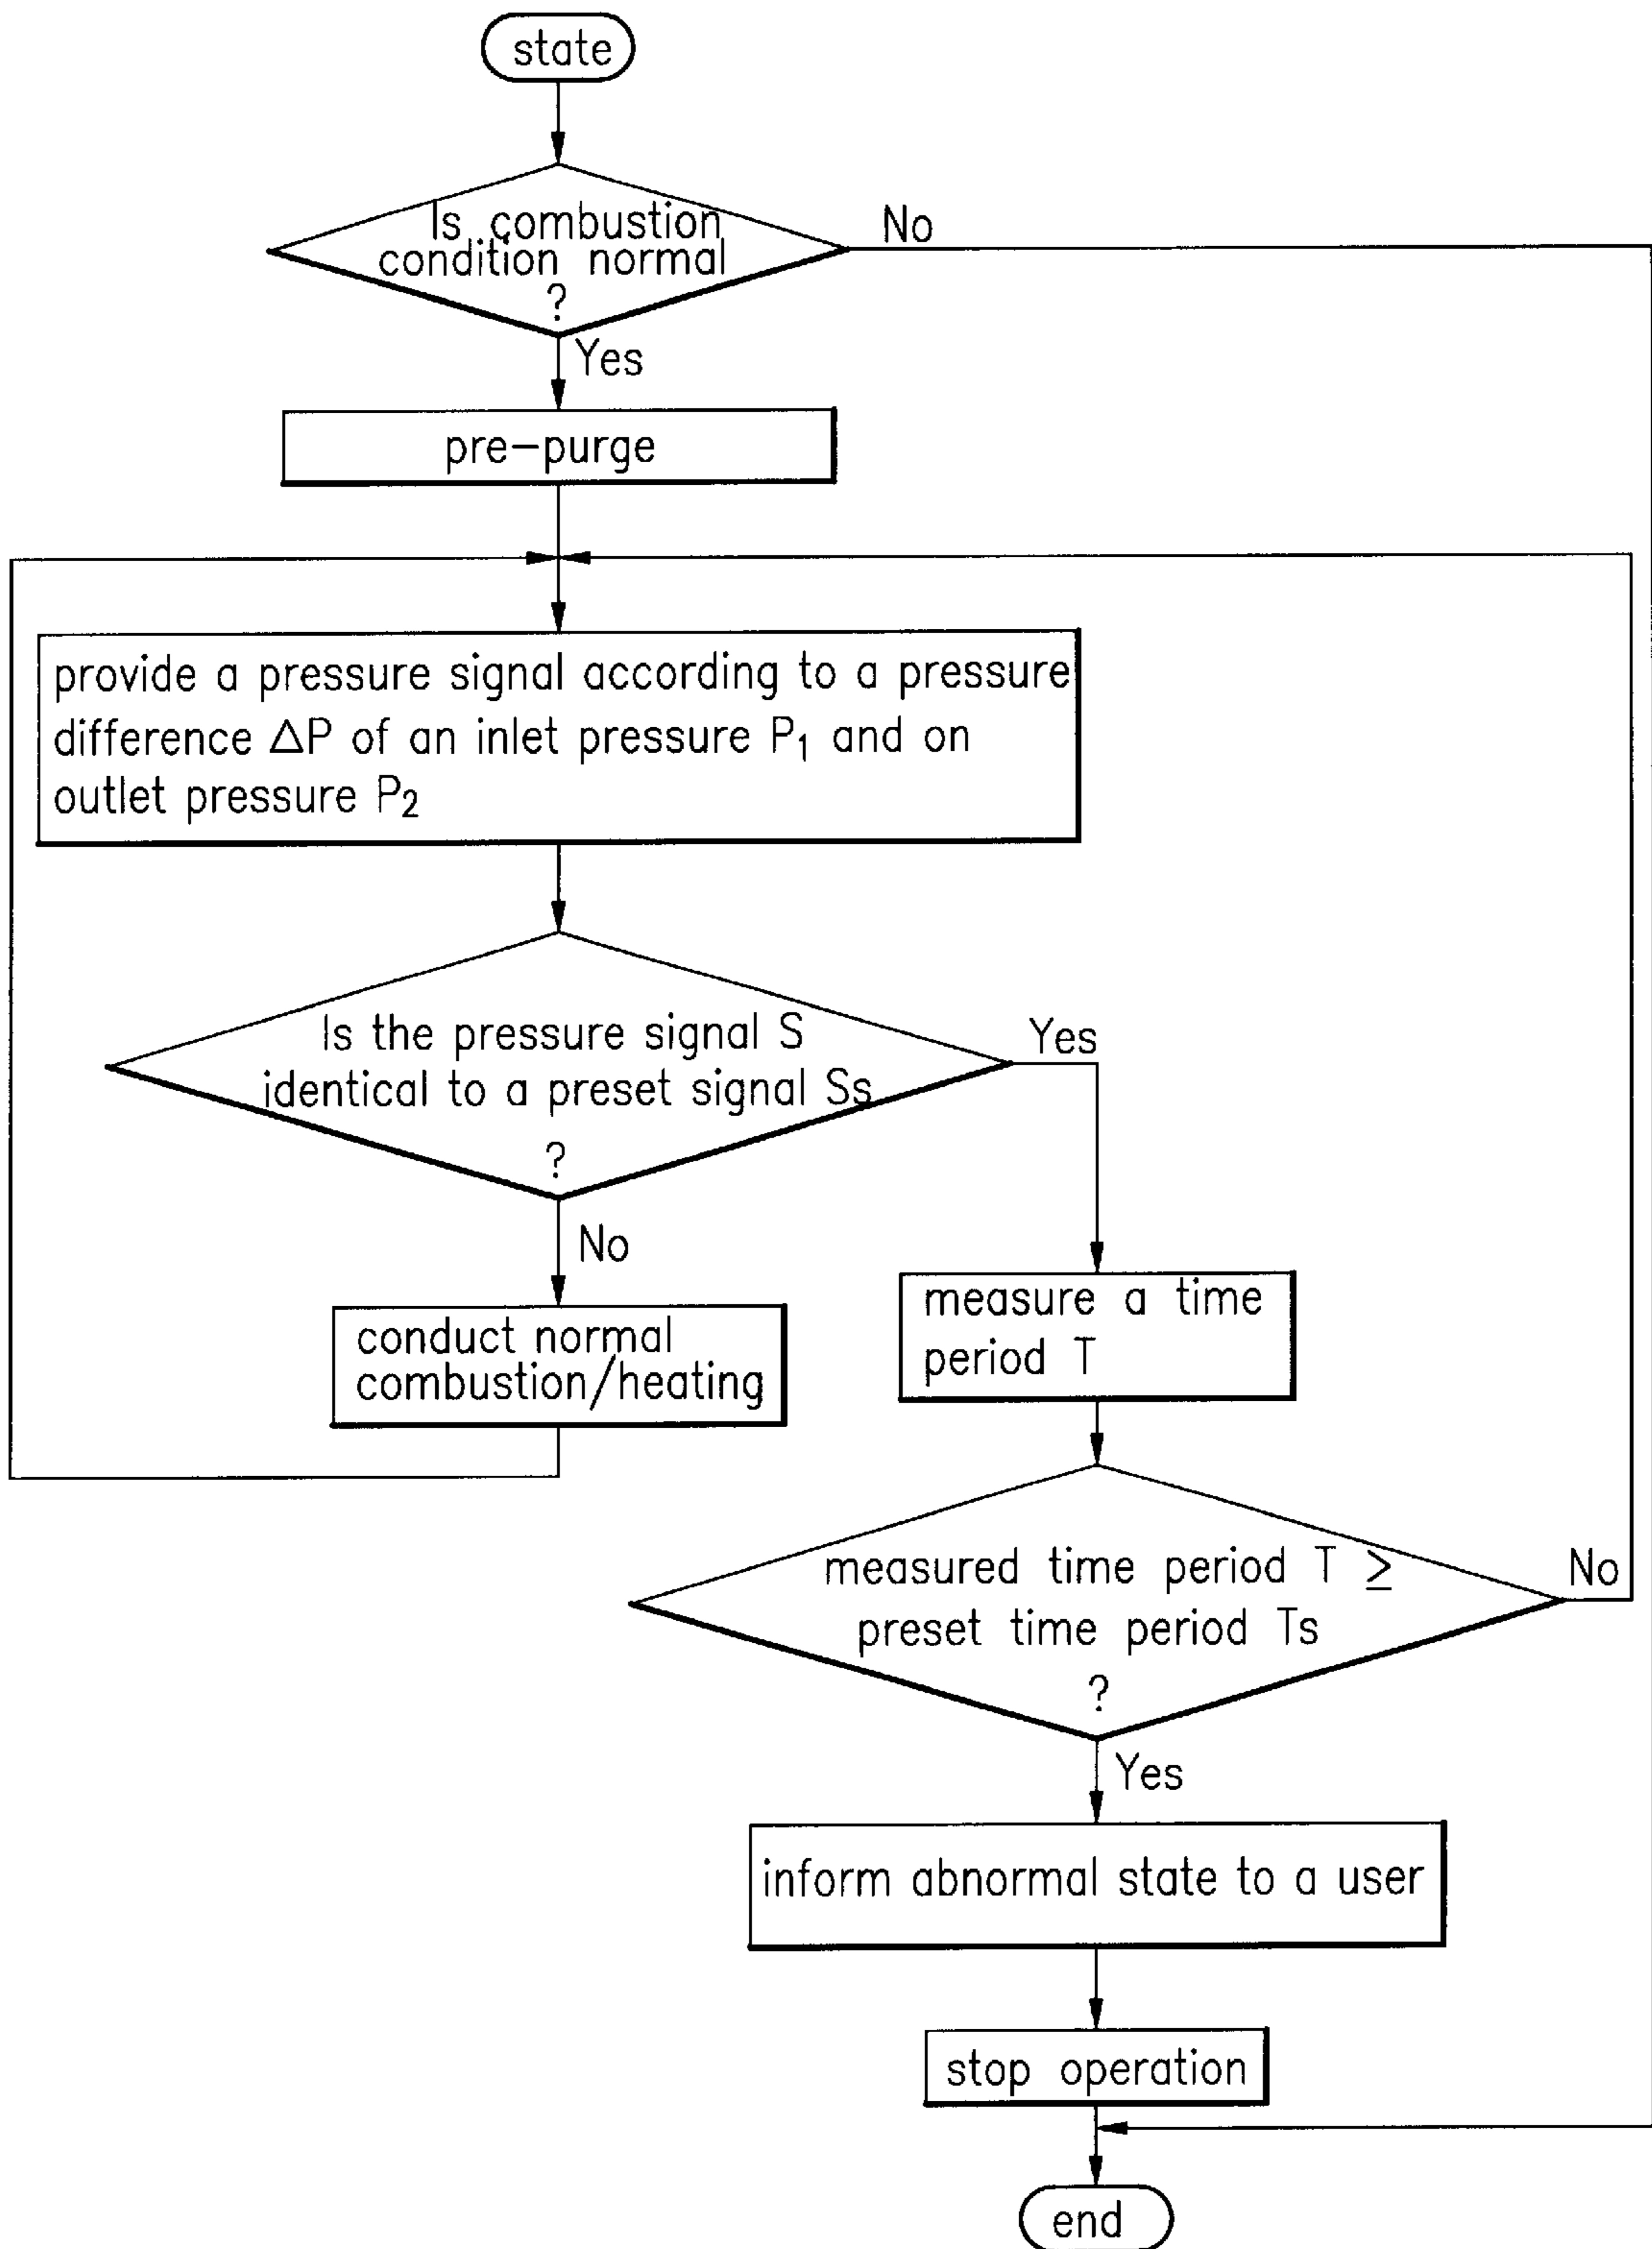 state
Is combustion
condition normal
?
No
Yes
pre-purge
provide a pressure signal according to a pressure
difference ΔP of an inlet pressure P₁ and on
outlet pressure P₂
Is the pressure signal S
identical to a preset signal Ss
?
Yes
No
conduct normal
combustion/heating
measure a time
period T
measured time period T ≥
preset time period Ts
?
No
Yes
inform abnormal state to a user
stop operation
end